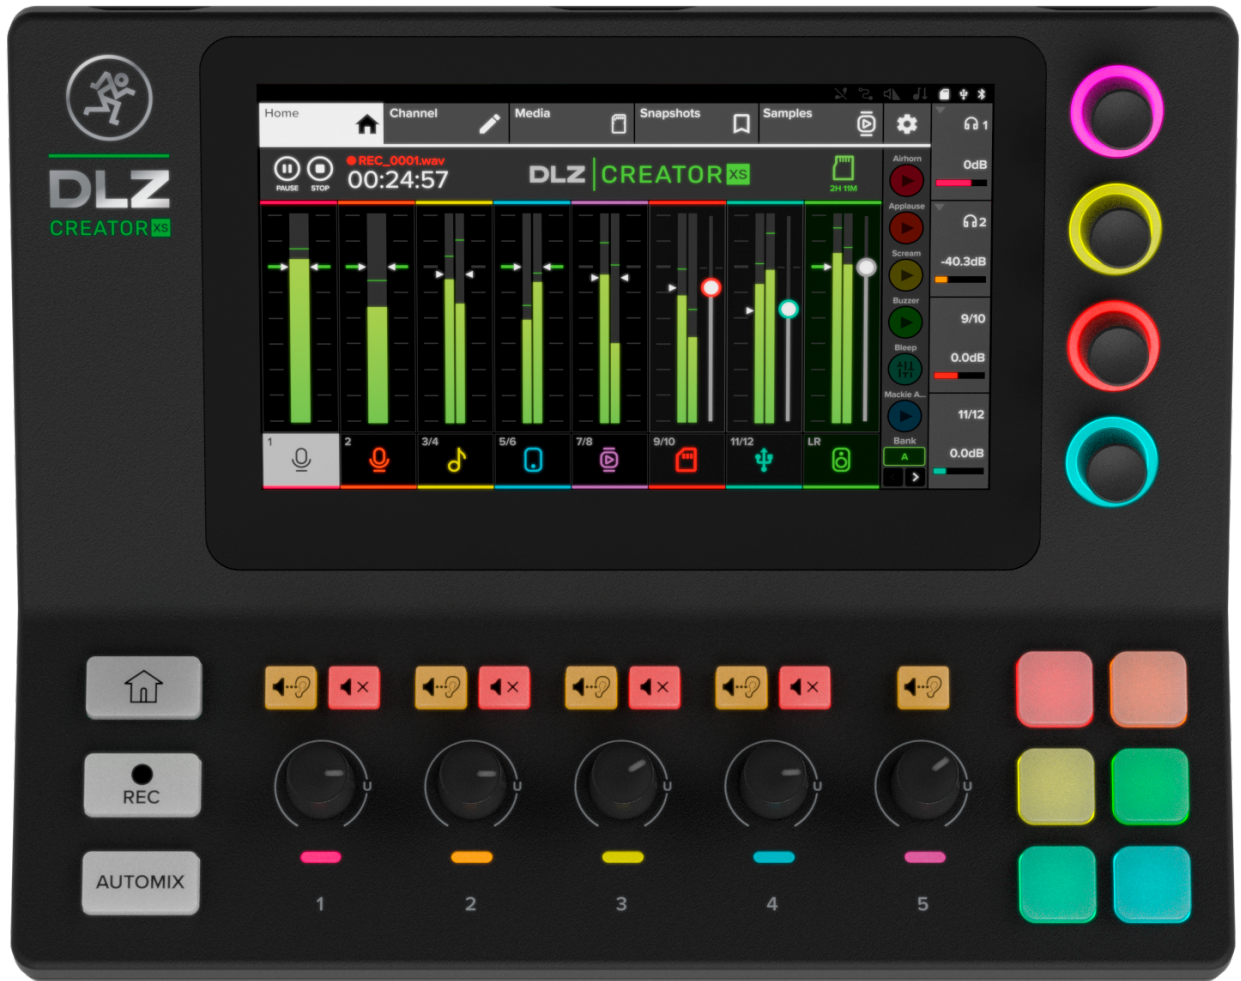 DLZ
CREATOR XS
Home
Channel
Media
Snapshots
Samples
1
PAUSE
STOP
REC_0001.wav
00:24:57
DLZ CREATOR XS
2H 11M
Airhorn
0dB
Applause
2
Scream
-40.3dB
Buzzer
9/10
Bleep
0.0dB
Mackie A...
11/12
Bank
A
0.0dB
1
2
3/4
5/6
7/8
9/10
11/12
LR
REC
AUTOMIX
U
U
U
U
U
1
2
3
4
5